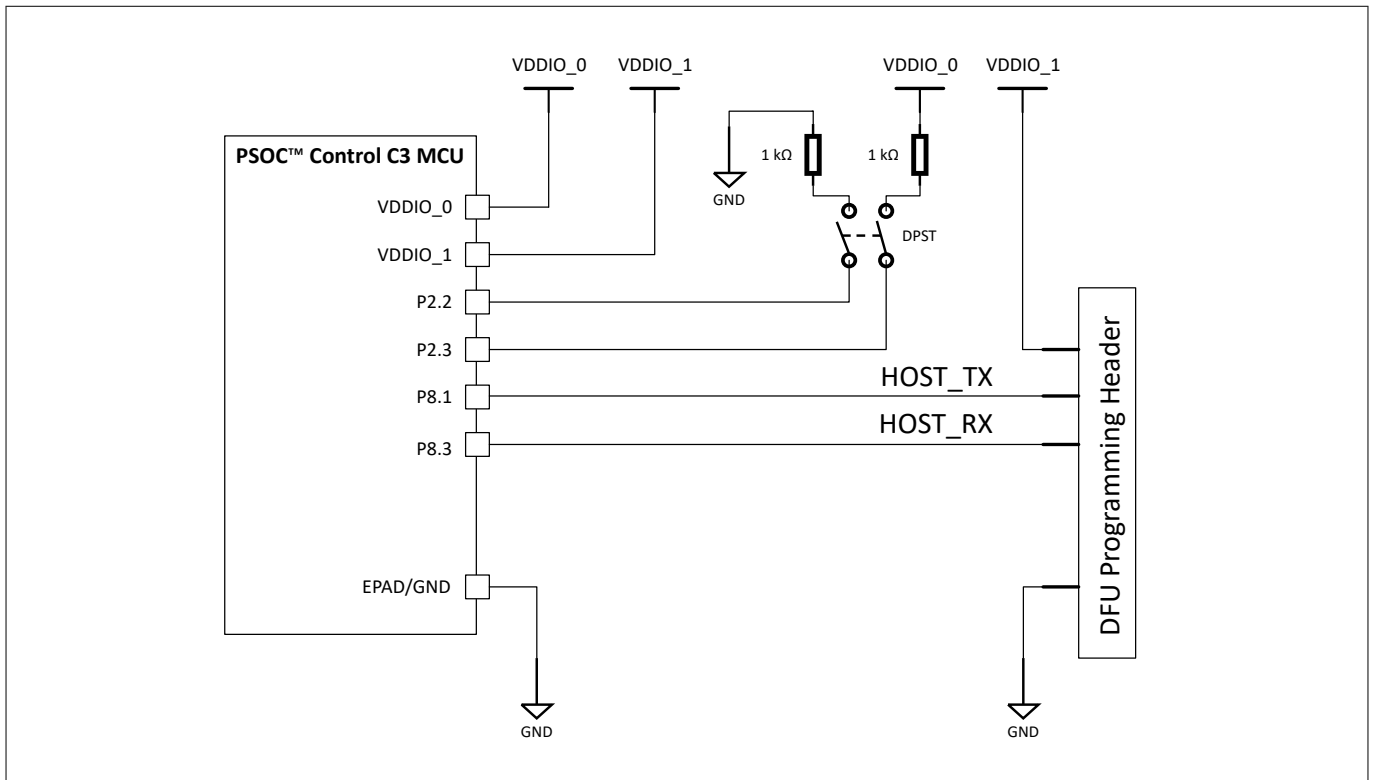 VDDIO_0 VDDIO_1 VDDIO_0 VDDIO_1
PSOC™ Control C3 MCU
1 kΩ 1 kΩ
VDDIO_0
GND
DPST
VDDIO_1
P2.2
P2.3
HOST_TX
P8.1
HOST_RX
P8.3
DFU Programming Header
EPAD/GND
GND GND